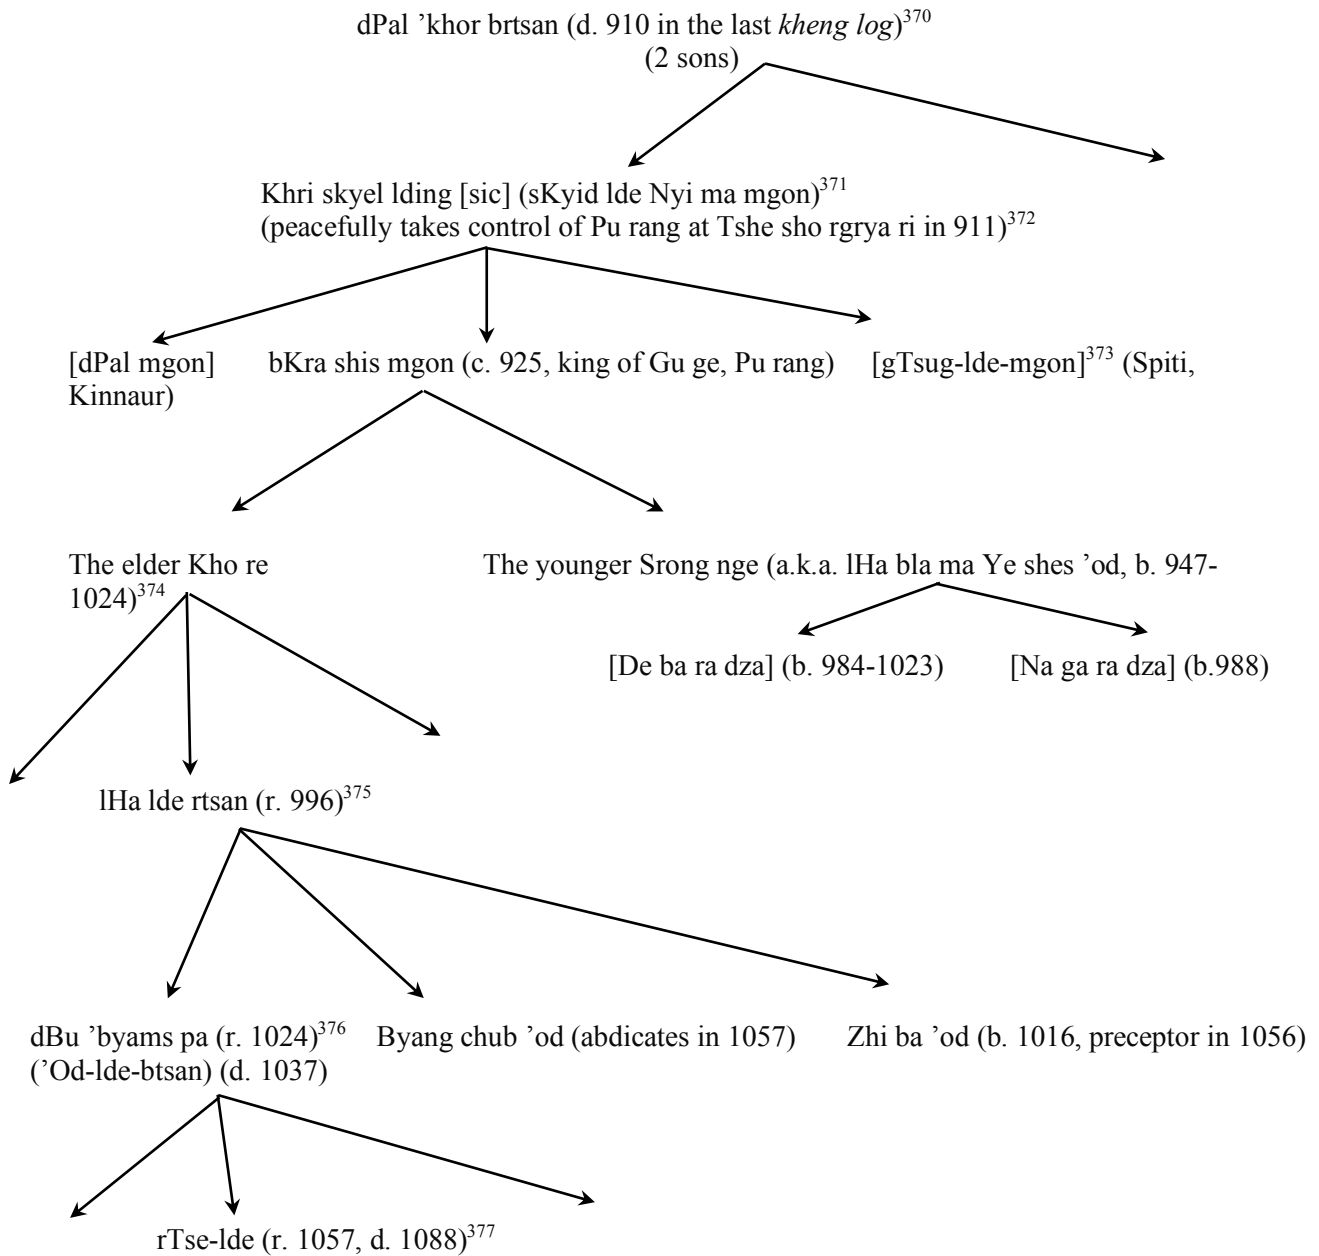 dPal ’khor brtsan (d. 910 in the last kheng log)370
(2 sons)
Khri skyel lding [sic] (sKyid lde Nyi ma mgon)371
(peacefully takes control of Pu rang at Tshe sho rgrya ri in 911)372
[dPal mgon] bKra shis mgon (c. 925, king of Gu ge, Pu rang) [gTsug-lde-mgon]373 (Spiti,
Kinnaur)
The elder Kho re The younger Srong nge (a.k.a. lHa bla ma Ye shes ’od, b. 947-
1024)374
[De ba ra dza] (b. 984-1023) [Na ga ra dza] (b.988)
lHa lde rtsan (r. 996)375
dBu ’byams pa (r. 1024)376 Byang chub ’od (abdicates in 1057) Zhi ba ’od (b. 1016, preceptor in 1056)
(’Od-lde-btsan) (d. 1037)
rTse-lde (r. 1057, d. 1088)377